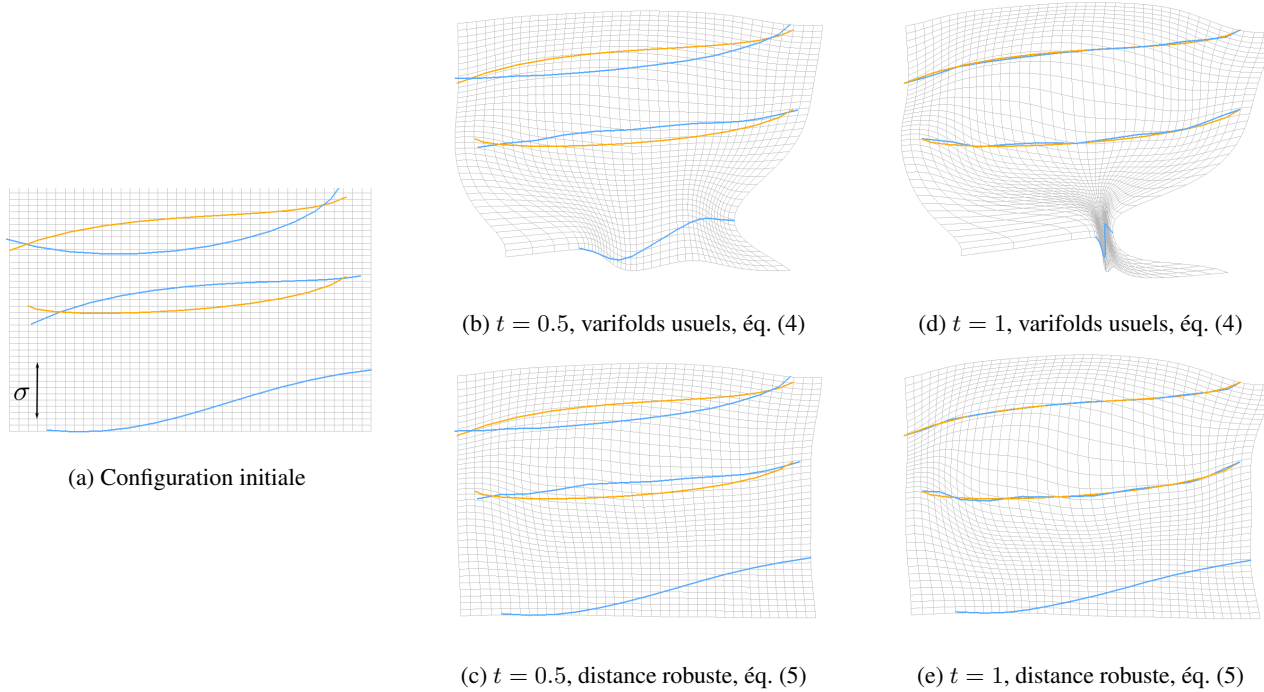 σ
(a) Configuration initiale
(b) t = 0.5, varifolds usuels, éq. (4)
(d) t = 1, varifolds usuels, éq. (4)
(c) t = 0.5, distance robuste, éq. (5)
(e) t = 1, distance robuste, éq. (5)